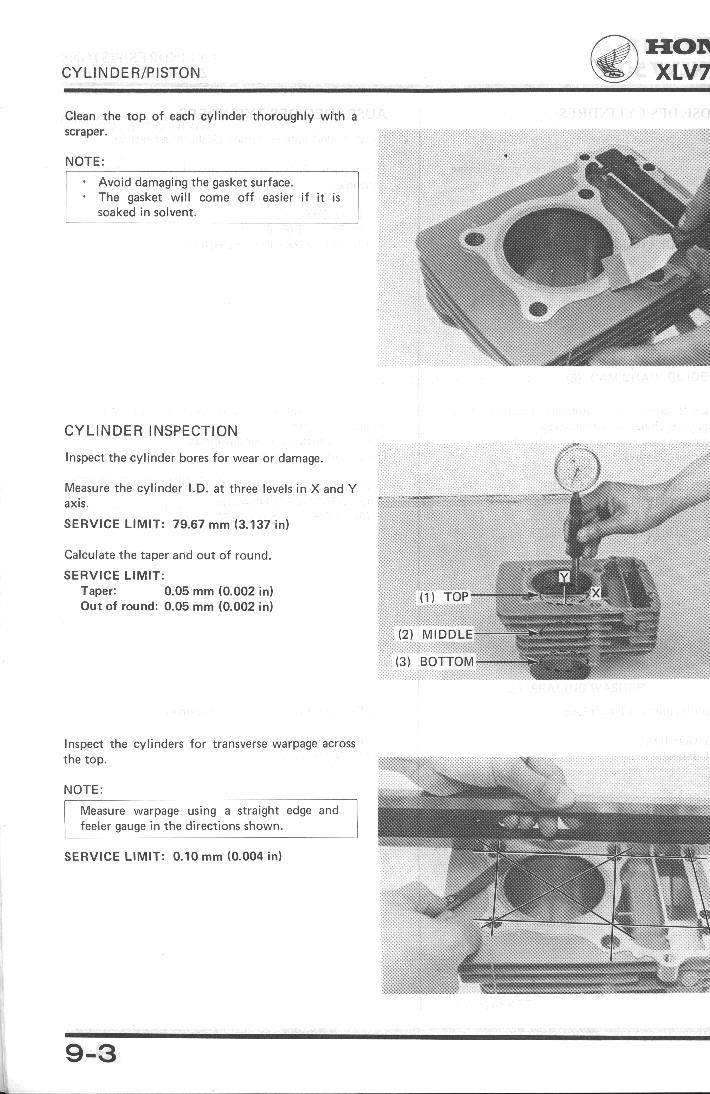 CYLINDER/PISTON
HON
XLV7
Clean the top of each cylinder thoroughly with a
scraper.
NOTE:
· Avoid damaging the gasket surface.
· The gasket will come off easier if it is
soaked in solvent.
CYLINDER INSPECTION
Inspect the cylinder bores for wear or damage.
Measure the cylinder I.D. at three levels in X and Y
axis.
SERVICE LIMIT: 79.67 mm (3.137 in)
Calculate the taper and out of round.
SERVICE LIMIT:
Taper: 0.05 mm (0.002 in)
Out of round: 0.05 mm (0.002 in)
Y
X
(1) TOP
(2) MIDDLE
(3) BOTTOM
Inspect the cylinders for transverse warpage across
the top.
NOTE:
Measure warpage using a straight edge and
feeler gauge in the directions shown.
SERVICE LIMIT: 0.10 mm (0.004 in)
9-3